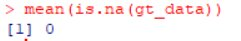 > mean(is.na(gt_data))
[1] 0